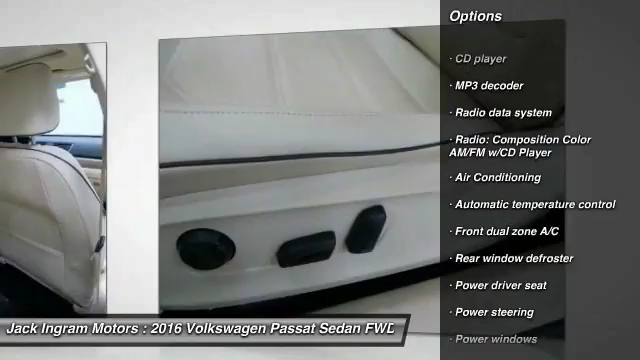 Options
· CD player
· MP3 decoder
· Radio data system
· Radio: Composition Color
AM/FM w/CD Player
· Air Conditioning
· Automatic temperature control
· Front dual zone A/C
· Rear window defroster
· Power driver seat
· Power steering
· Power windows
Jack Ingram Motors : 2016 Volkswagen Passat Sedan FWD